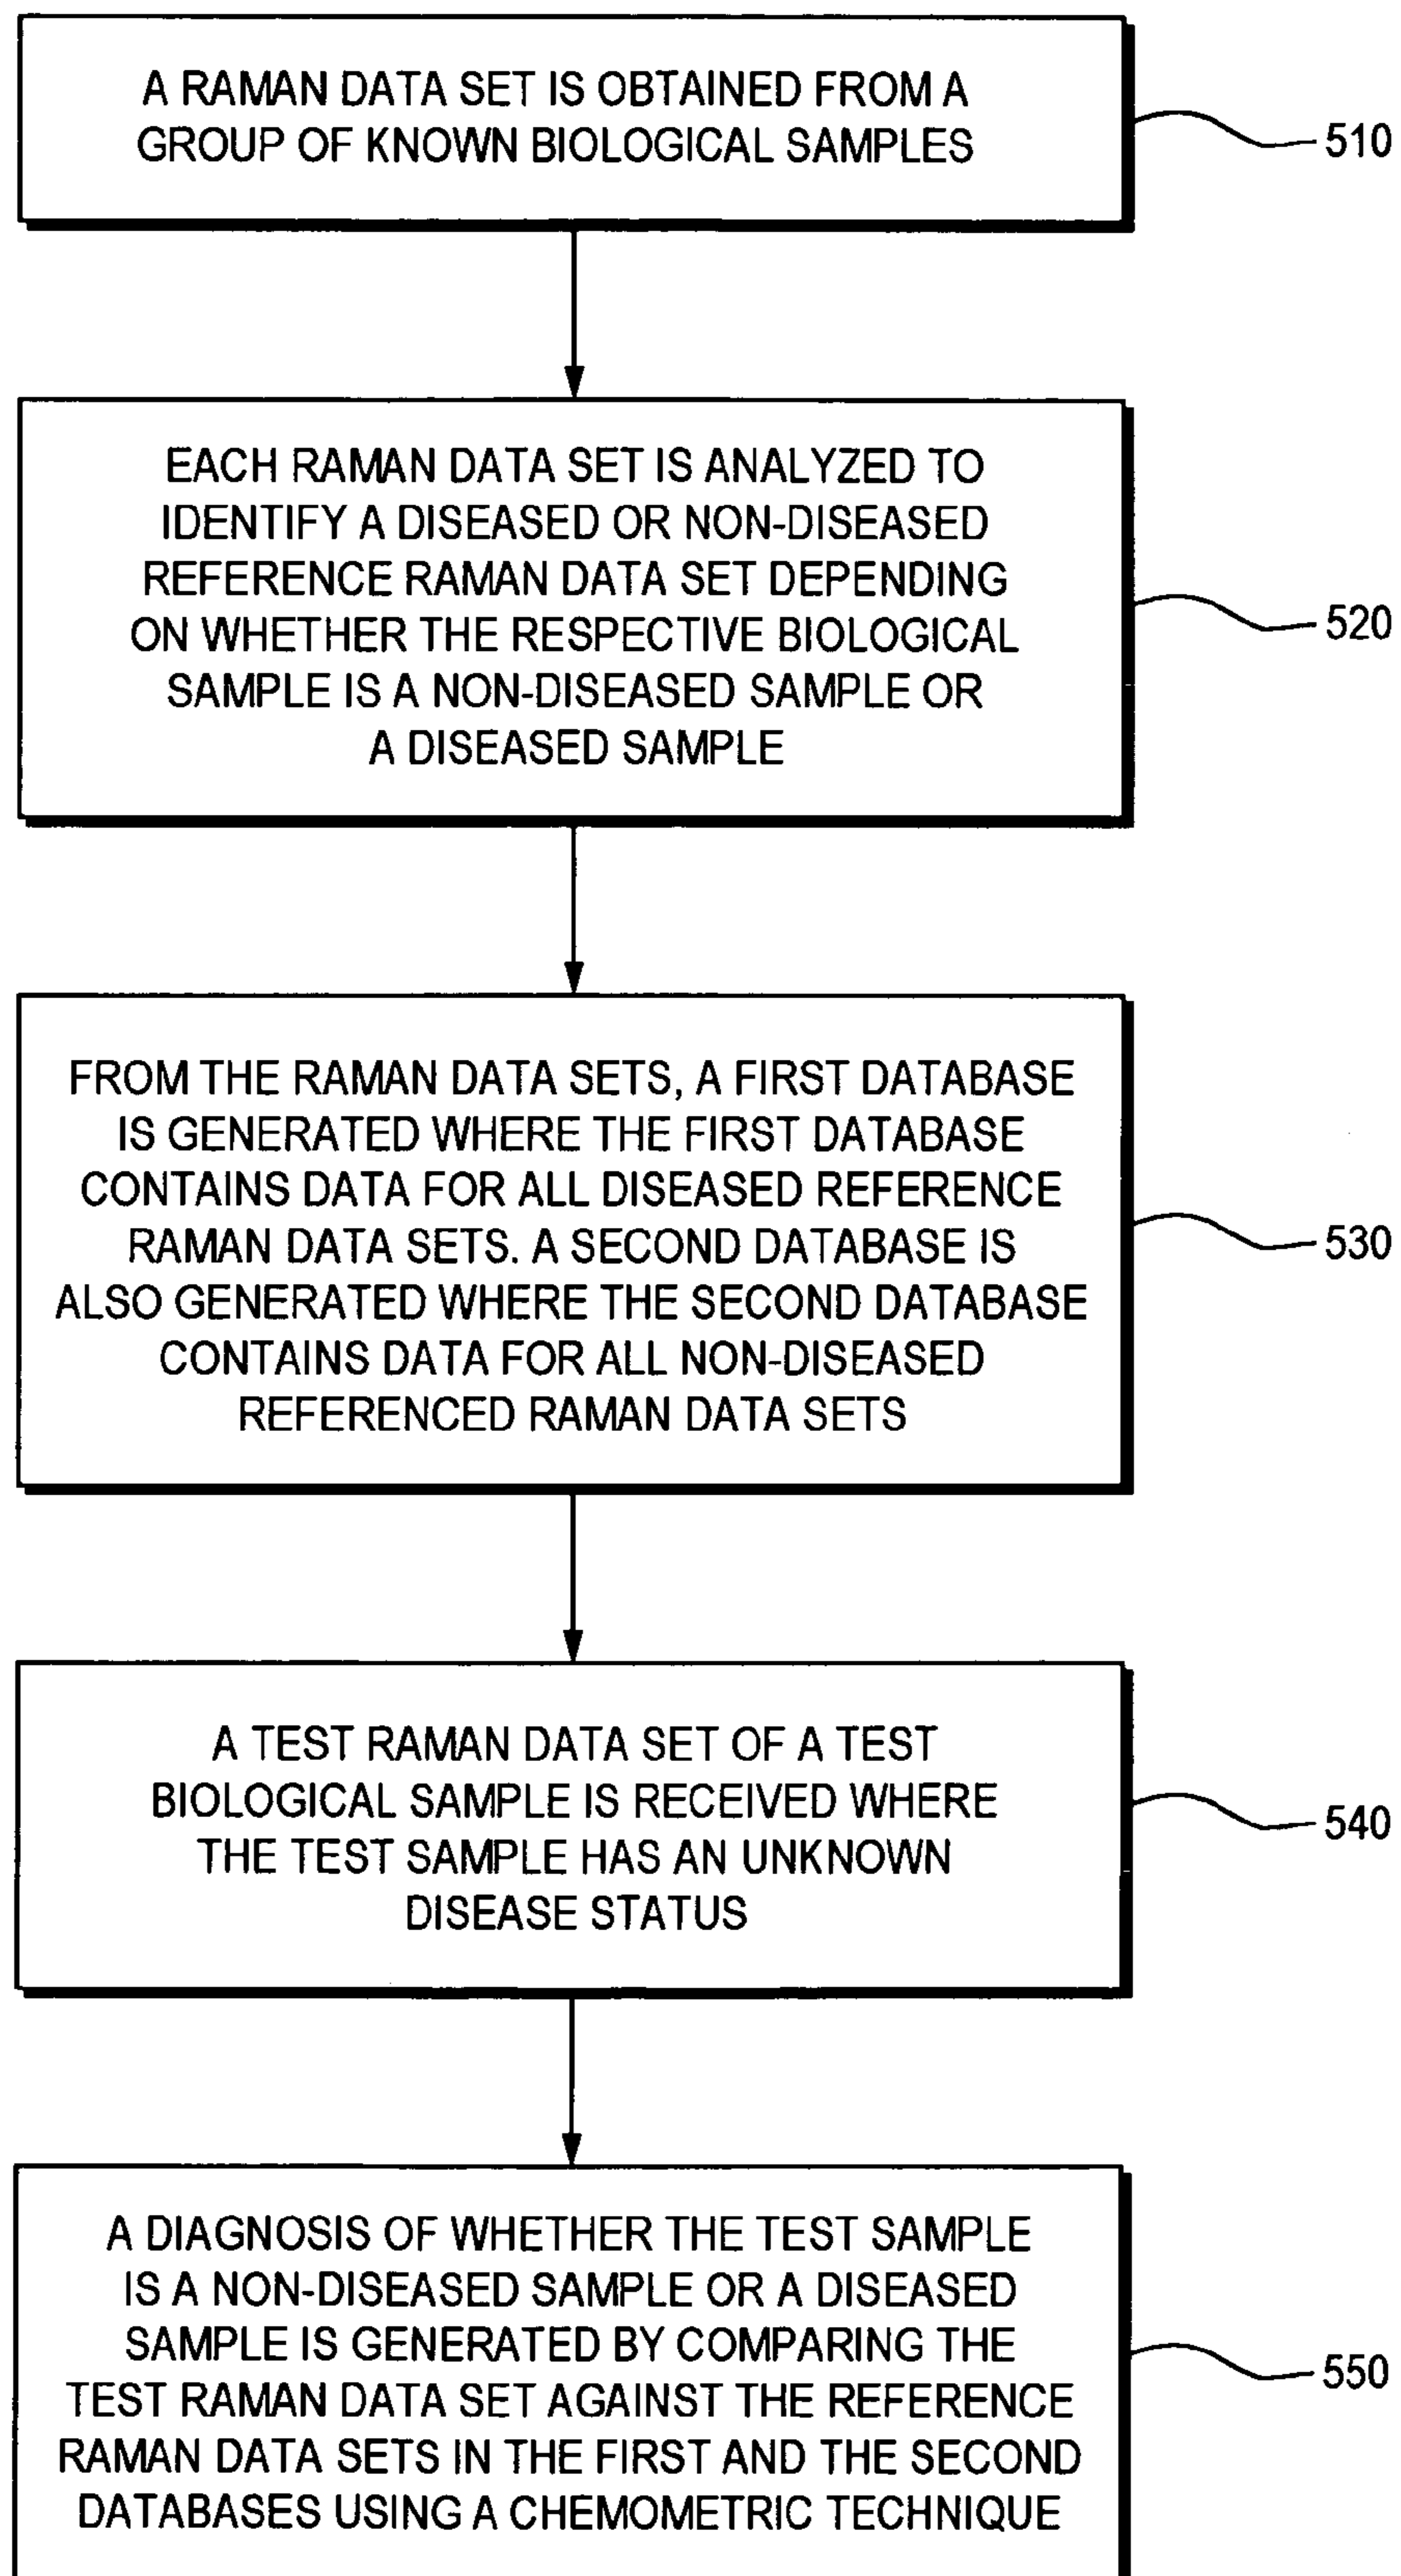 A RAMAN DATA SET IS OBTAINED FROM A
GROUP OF KNOWN BIOLOGICAL SAMPLES
510
EACH RAMAN DATA SET IS ANALYZED TO
IDENTIFY A DISEASED OR NON-DISEASED
REFERENCE RAMAN DATA SET DEPENDING
ON WHETHER THE RESPECTIVE BIOLOGICAL
SAMPLE IS A NON-DISEASED SAMPLE OR
A DISEASED SAMPLE
520
FROM THE RAMAN DATA SETS, A FIRST DATABASE
IS GENERATED WHERE THE FIRST DATABASE
CONTAINS DATA FOR ALL DISEASED REFERENCE
RAMAN DATA SETS. A SECOND DATABASE IS
ALSO GENERATED WHERE THE SECOND DATABASE
CONTAINS DATA FOR ALL NON-DISEASED
REFERENCED RAMAN DATA SETS
530
A TEST RAMAN DATA SET OF A TEST
BIOLOGICAL SAMPLE IS RECEIVED WHERE
THE TEST SAMPLE HAS AN UNKNOWN
DISEASE STATUS
540
A DIAGNOSIS OF WHETHER THE TEST SAMPLE
IS A NON-DISEASED SAMPLE OR A DISEASED
SAMPLE IS GENERATED BY COMPARING THE
TEST RAMAN DATA SET AGAINST THE REFERENCE
RAMAN DATA SETS IN THE FIRST AND THE SECOND
DATABASES USING A CHEMOMETRIC TECHNIQUE
550